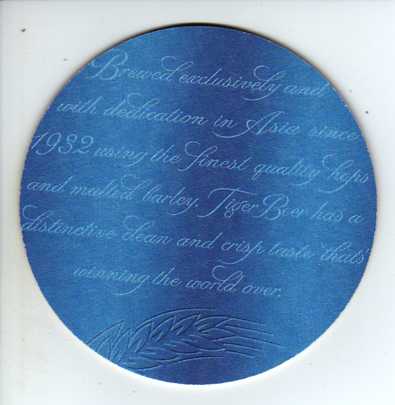 Brewed exclusively and
with dedication in Asia since
1932 using the finest quality hops
and malted barley. Tiger Beer has a
distinctive clean and crisp taste thats'
winning the world over.